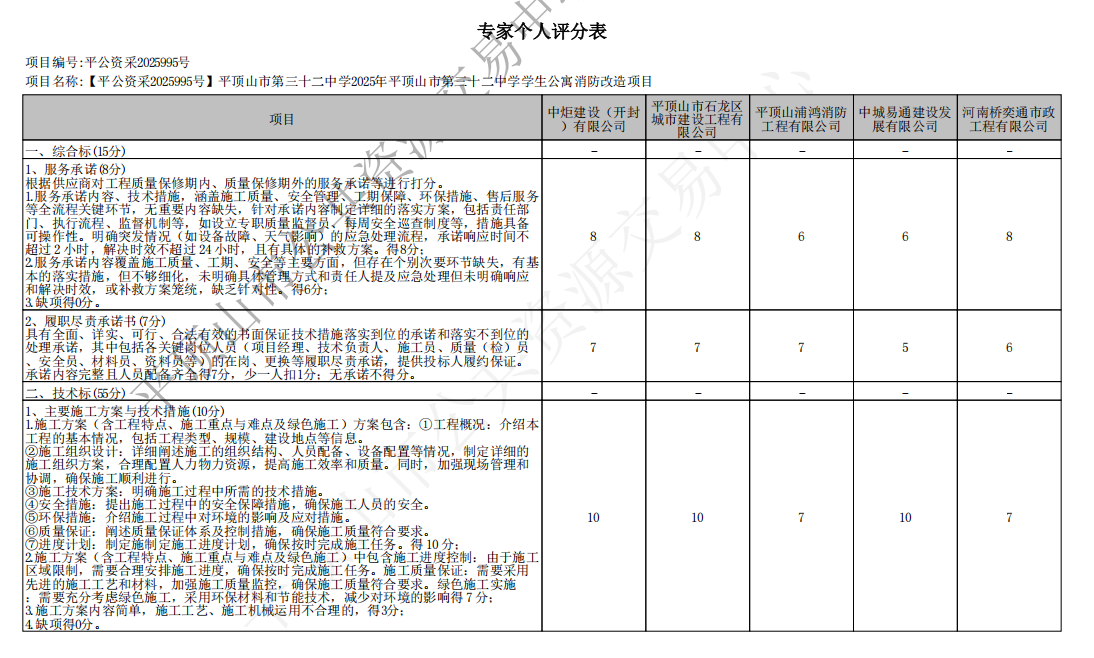 专家个人评分表
项目编号:平公资采2025995号
项目名称:【平公资采2025995号】平顶山市第三十二中学2025年平顶山市第三十二中学学生公寓消防改造项目
项目
中炬建设（开封
）有限公司
平顶山市石龙区
城市建设工程有
限公司
平顶山浦鸿消防
工程有限公司
中城易通建设发
展有限公司
河南桥奕通市政
工程有限公司
一、综合标(15分)
－ － － － －
1、服务承诺(8分)
根据供应商对工程质量保修期内、质量保修期外的服务承诺等进行打分。
1.服务承诺内容、技术措施，涵盖施工质量、安全管理、工期保障、环保措施、售后服务
等全流程关键环节，无重要内容缺失，针对承诺内容制定详细的落实方案，包括责任部
门、执行流程、监督机制等，如设立专职质量监督员、每周安全巡查制度等，措施具备
可操作性。明确突发情况（如设备故障、天气影响）的应急处理流程，承诺响应时间不
超过 2 小时，解决时效不超过 24 小时，且有具体的补救方案。得8分；
2.服务承诺内容覆盖施工质量、工期、安全等主要方面，但存在个别次要环节缺失，有基
本的落实措施，但不够细化，未明确具体管理方式和责任人提及应急处理但未明确响应
和解决时效，或补救方案笼统，缺乏针对性。得6分；
3.缺项得0分。
8 8 6 6 8
2、履职尽责承诺书(7分)
具有全面、详实、可行、合法有效的书面保证技术措施落实到位的承诺和落实不到位的
处理承诺，其中包括各关键岗位人员（项目经理、技术负责人、施工员、质量（检）员
、安全员、材料员、资料员等）的在岗、更换等履职尽责承诺，提供投标人履约保证。
承诺内容完整且人员配备齐全得7分，少一人扣1分；无承诺不得分。
7 7 7 5 6
二、技术标(55分)
－ － － － －
1、主要施工方案与技术措施(10分)
1.施工方案（含工程特点、施工重点与难点及绿色施工）方案包含：①工程概况：介绍本
工程的基本情况，包括工程类型、规模、建设地点等信息。
②施工组织设计：详细阐述施工的组织结构、人员配备、设备配置等情况，制定详细的
施工组织方案，合理配置人力物力资源，提高施工效率和质量。同时，加强现场管理和
协调，确保施工顺利进行。
③施工技术方案：明确施工过程中所需的技术措施。
④安全措施：提出施工过程中的安全保障措施，确保施工人员的安全。
⑤环保措施：介绍施工过程中对环境的影响及应对措施。
⑥质量保证：阐述质量保证体系及控制措施，确保施工质量符合要求。
⑦进度计划：制定施制定施工进度计划，确保按时完成施工任务。得 10 分；
2.施工方案（含工程特点、施工重点与难点及绿色施工）中包含施工进度控制：由于施工
区域限制，需要合理安排施工进度，确保按时完成施工任务。施工质量保证：需要采用
先进的施工工艺和材料，加强施工质量监控，确保施工质量符合要求。绿色施工实施
：需要充分考虑绿色施工，采用环保材料和节能技术，减少对环境的影响得 7 分；
3.施工方案内容简单，施工工艺、施工机械运用不合理的，得3分；
4.缺项得0分。
10 10 7 10 7
平顶山市公共资源交易中心
平顶山市公共资源交易中心